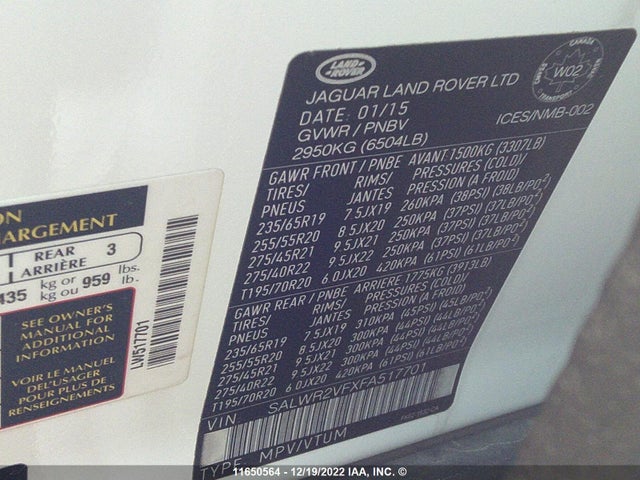 LAND-
ROVER
CANADA
W02
TRANSPORT
JAGUAR LAND ROVER LTD
DATE: 01/15
ICES/NMB-002
GVWR / PNBV
2950KG (6504LB)
GAWR FRONT / PNBE AVANT 1500KG (3307LB)
TIRES/ RIMS/ PRESSURES (COLD)/
PNEUS JANTES PRESSION (A FROID)
235/65R19 7.5JX19 260KPA (38PSI) (38LB/PO²)
255/55R20 8.5JX20 250KPA (37PSI) (37LB/PO²)
275/45R21 9.5JX21 250KPA (37PSI) (37LB/PO²)
275/40R22 9.5JX22 250KPA (37PSI) (37LB/PO²)
T195/70R20 6.0JX20 420KPA (61PSI) (61LB/PO²)
GAWR REAR / PNBE ARRIERE 1775KG (3913LB)
TIRES/ RIMS/ PRESSURES (COLD)/
PNEUS JANTES PRESSION (A FROID)
235/65R19 7.5JX19 310KPA (45PSI) (45LB/PO²)
255/55R20 8.5JX20 300KPA (44PSI) (44LB/PO²)
275/45R21 9.5JX21 300KPA (44PSI) (44LB/PO²)
275/40R22 9.5JX22 300KPA (44PSI) (44LB/PO²)
T195/70R20 6.0JX20 420KPA (61PSI) (61LB/PO²)
VIN SALWR2VFXFA517701
TYPE MPV/VTUM
ON
ARGEMENT
REAR 3
ARRIÈRE
435 kg or 959 lbs.
kg ou lb.
SEE OWNER'S
MANUAL FOR
ADDITIONAL
INFORMATION
VOIR LE MANUEL
DE L'USAGER
POUR PLUS DE
RENSEIGNEMENTS
LW517701
11650564 - 12/19/2022 IAA, INC. ©